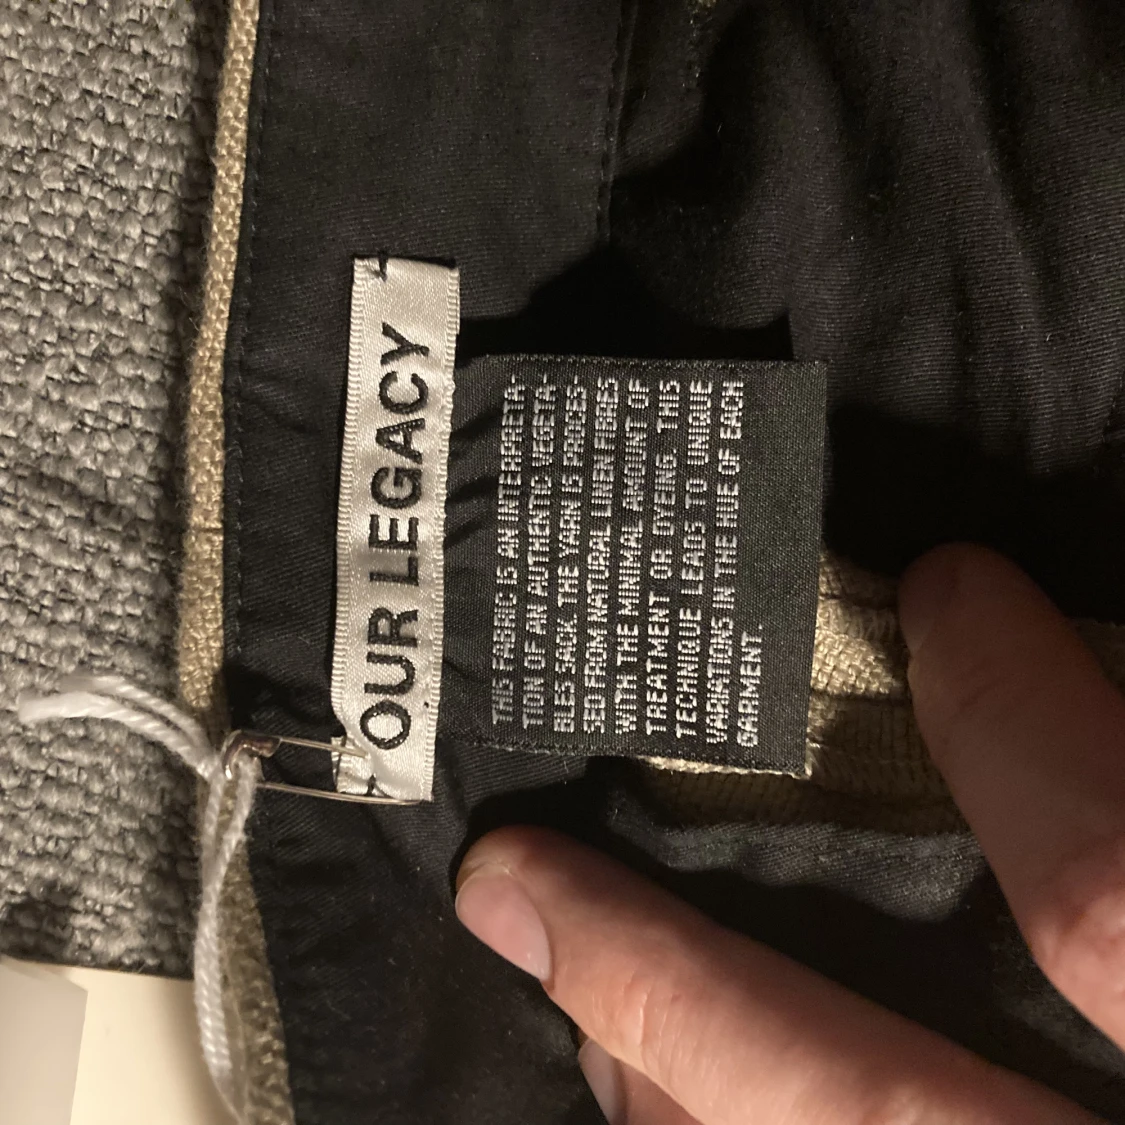 OUR LEGACY
THIS FABRIC IS AN INTERPRETA-
TION OF AN AUTHENTIC VEGETA-
BLES SACK. THE YARN IS PROCES-
SED FROM NATURAL LINEN FIBRES
WITH THE MINIMAL AMOUNT OF
TREATMENT OR DYEING. THIS
TECHNIQUE LEADS TO UNIQUE
VARIATIONS IN THE HUE OF EACH
GARMENT.